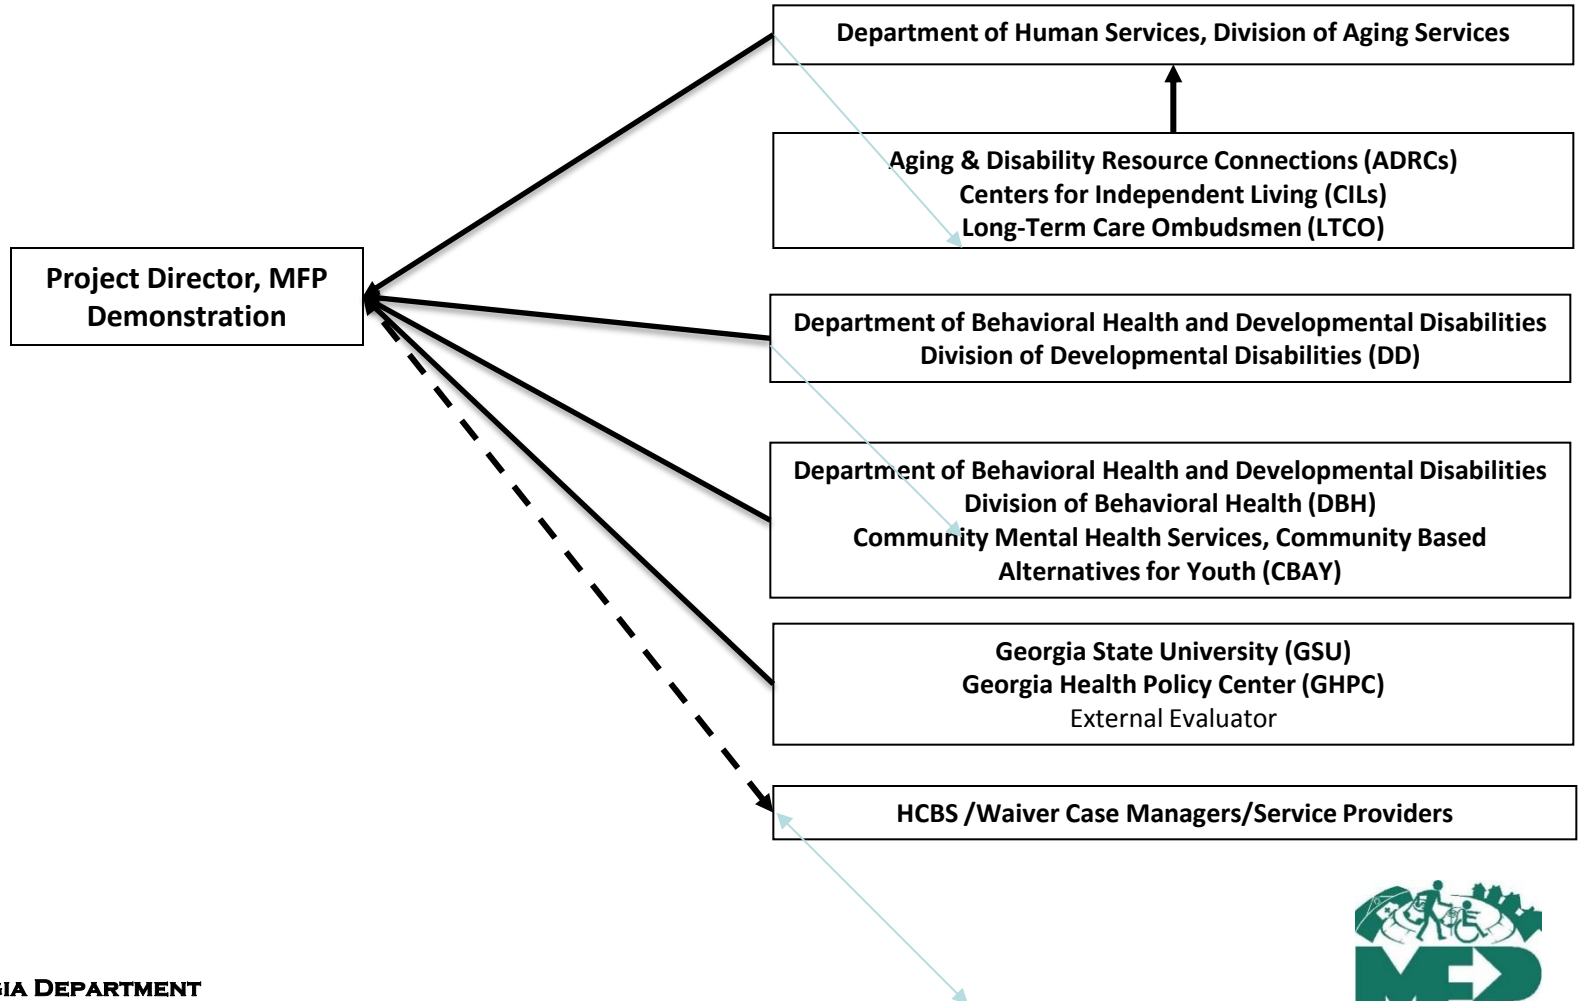 Department of Human Services, Division of Aging Services
Aging & Disability Resource Connections (ADRCs)
Centers for Independent Living (CILs)
Long-Term Care Ombudsmen (LTCO)
Project Director, MFP
Demonstration
Department of Behavioral Health and Developmental Disabilities
Division of Developmental Disabilities (DD)
Department of Behavioral Health and Developmental Disabilities
Division of Behavioral Health (DBH)
Community Mental Health Services, Community Based
Alternatives for Youth (CBAY)
Georgia State University (GSU)
Georgia Health Policy Center (GHPC)
External Evaluator
HCBS /Waiver Case Managers/Service Providers
MFP
GIA DEPARTMENT